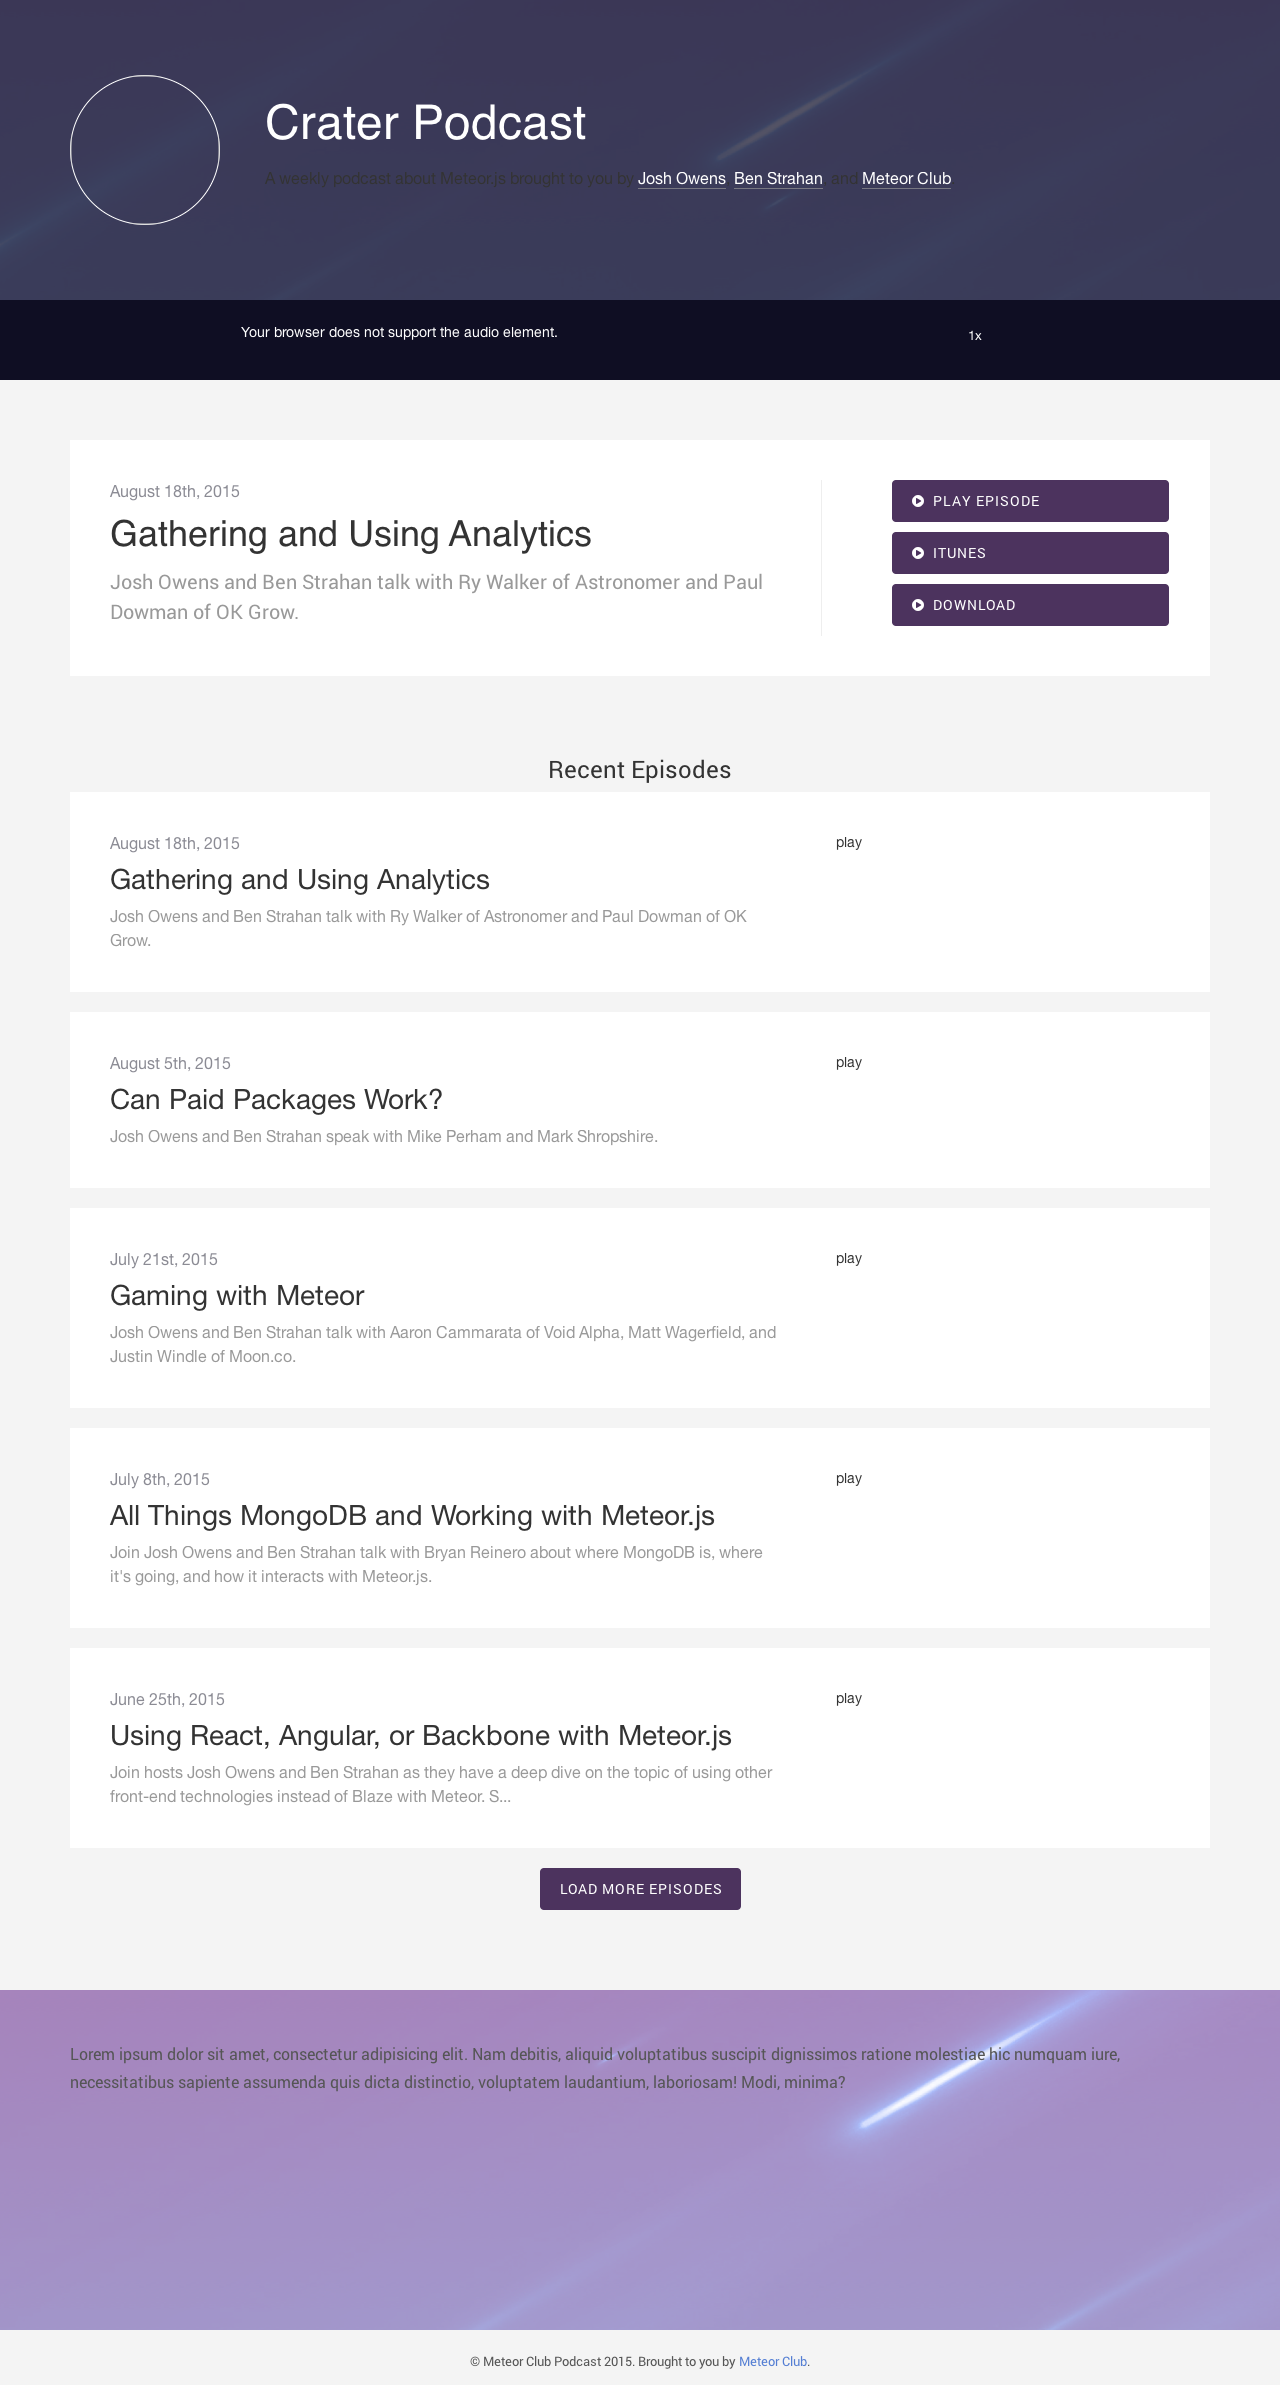 Crater Podcast
A weekly podcast about Meteor.js brought to you by Josh Owens, Ben Strahan, and Meteor Club.
Your browser does not support the audio element.
1x
August 18th, 2015
Gathering and Using Analytics
Josh Owens and Ben Strahan talk with Ry Walker of Astronomer and Paul
Dowman of OK Grow.
PLAY EPISODE
ITUNES
DOWNLOAD
Recent Episodes
August 18th, 2015
play
Gathering and Using Analytics
Josh Owens and Ben Strahan talk with Ry Walker of Astronomer and Paul Dowman of OK
Grow.
August 5th, 2015
play
Can Paid Packages Work?
Josh Owens and Ben Strahan speak with Mike Perham and Mark Shropshire.
July 21st, 2015
play
Gaming with Meteor
Josh Owens and Ben Strahan talk with Aaron Cammarata of Void Alpha, Matt Wagerfield, and
Justin Windle of Moon.co.
July 8th, 2015
play
All Things MongoDB and Working with Meteor.js
Join Josh Owens and Ben Strahan talk with Bryan Reinero about where MongoDB is, where
it's going, and how it interacts with Meteor.js.
June 25th, 2015
play
Using React, Angular, or Backbone with Meteor.js
Join hosts Josh Owens and Ben Strahan as they have a deep dive on the topic of using other
front-end technologies instead of Blaze with Meteor. S...
LOAD MORE EPISODES
Lorem ipsum dolor sit amet, consectetur adipisicing elit. Nam debitis, aliquid voluptatibus suscipit dignissimos ratione molestiae hic numquam iure,
necessitatibus sapiente assumenda quis dicta distinctio, voluptatem laudantium, laboriosam! Modi, minima?
© Meteor Club Podcast 2015. Brought to you by Meteor Club.